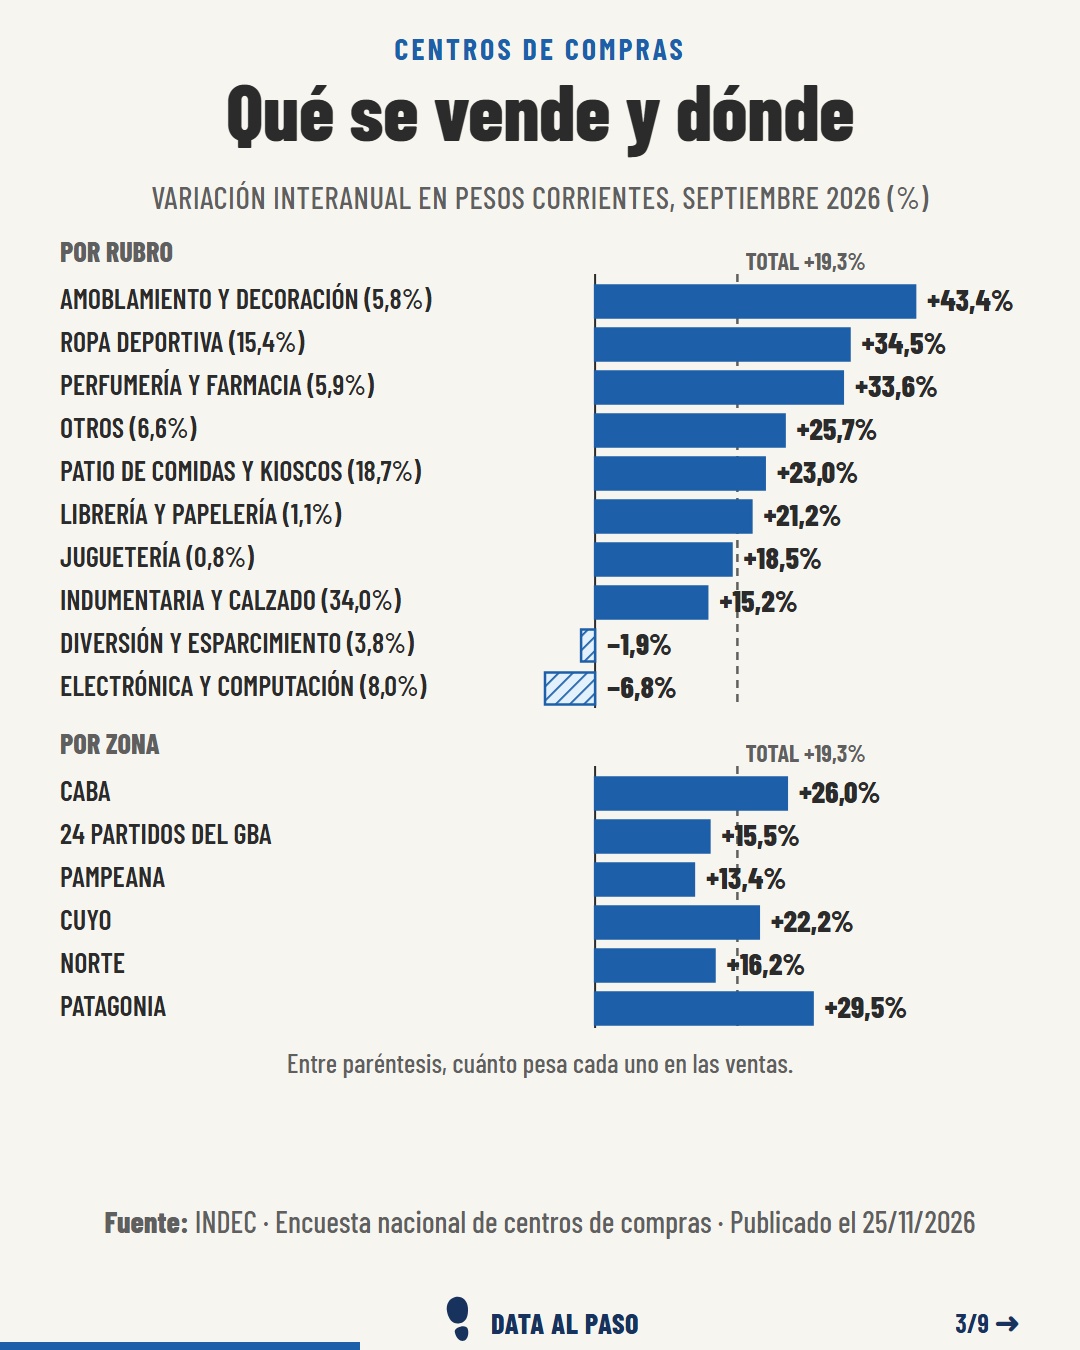 CENTROS DE COMPRAS
Qué se vende y dónde
VARIACIÓN INTERANUAL EN PESOS CORRIENTES, SEPTIEMBRE 2026 (%)
POR RUBRO
TOTAL +19,3%
AMOBLAMIENTO Y DECORACIÓN (5,8%) +43,4%
ROPA DEPORTIVA (15,4%) +34,5%
PERFUMERÍA Y FARMACIA (5,9%) +33,6%
OTROS (6,6%) +25,7%
PATIO DE COMIDAS Y KIOSCOS (18,7%) +23,0%
LIBRERÍA Y PAPELERÍA (1,1%) +21,2%
JUGUETERÍA (0,8%) +18,5%
INDUMENTARIA Y CALZADO (34,0%) +15,2%
DIVERSIÓN Y ESPARCIMIENTO (3,8%) −1,9%
ELECTRÓNICA Y COMPUTACIÓN (8,0%) −6,8%
POR ZONA
TOTAL +19,3%
CABA +26,0%
24 PARTIDOS DEL GBA +15,5%
PAMPEANA +13,4%
CUYO +22,2%
NORTE +16,2%
PATAGONIA +29,5%
Entre paréntesis, cuánto pesa cada uno en las ventas.
Fuente: INDEC · Encuesta nacional de centros de compras · Publicado el 25/11/2026
DATA AL PASO
3/9 →